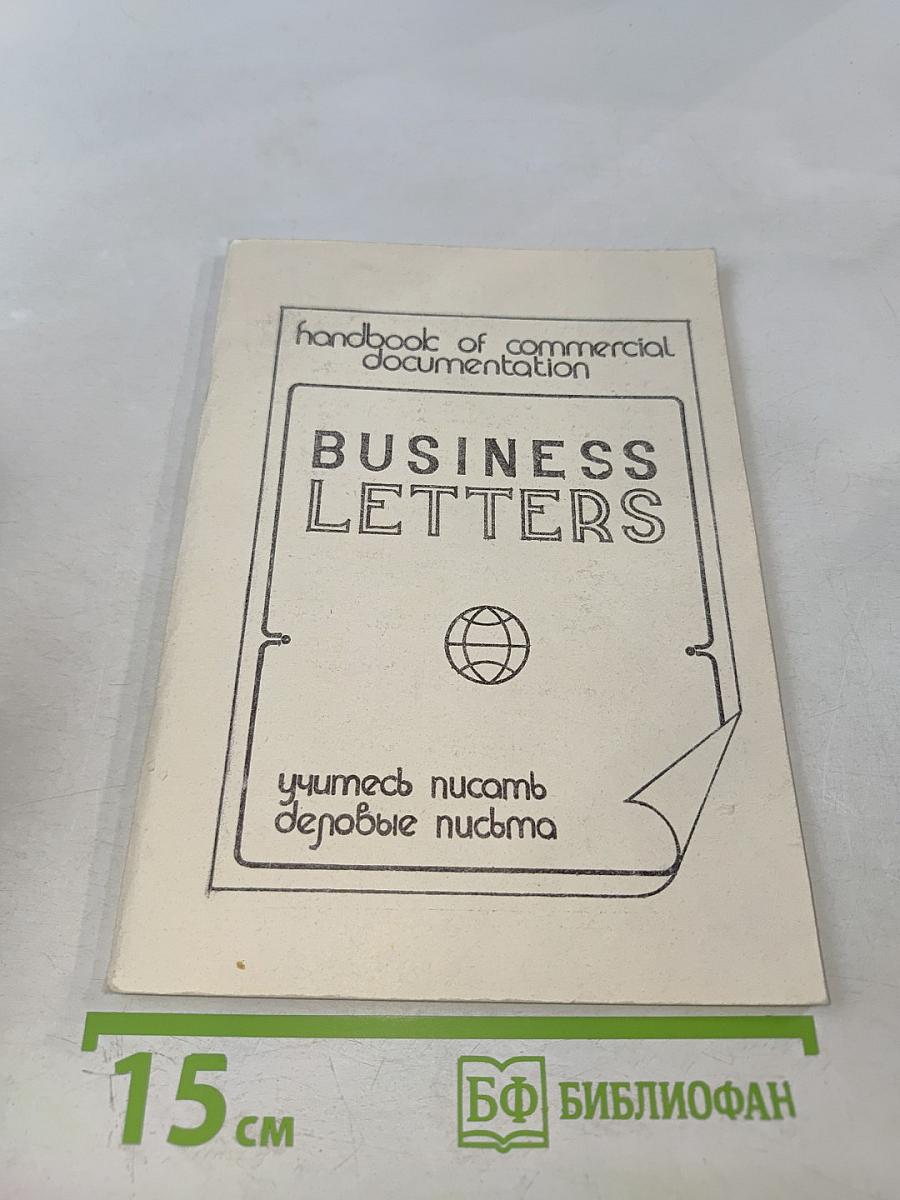 handbook of commercial
documentation
BUSINESS
LETTERS
учитесь писать
деловые письма
15 см
БФ БИБЛИОФАН